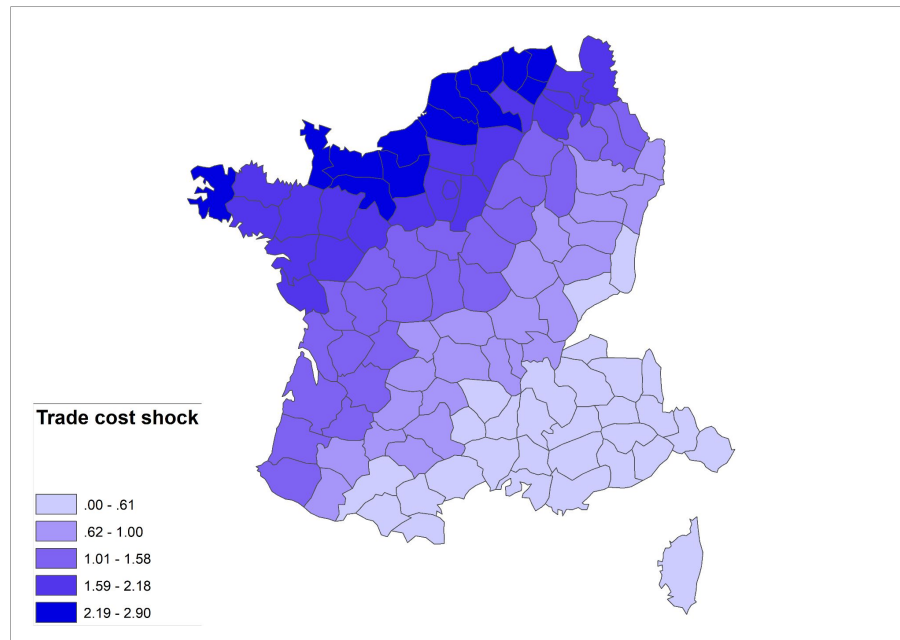 Trade cost shock
.00 - .61
.62 - 1.00
1.01 - 1.58
1.59 - 2.18
2.19 - 2.90